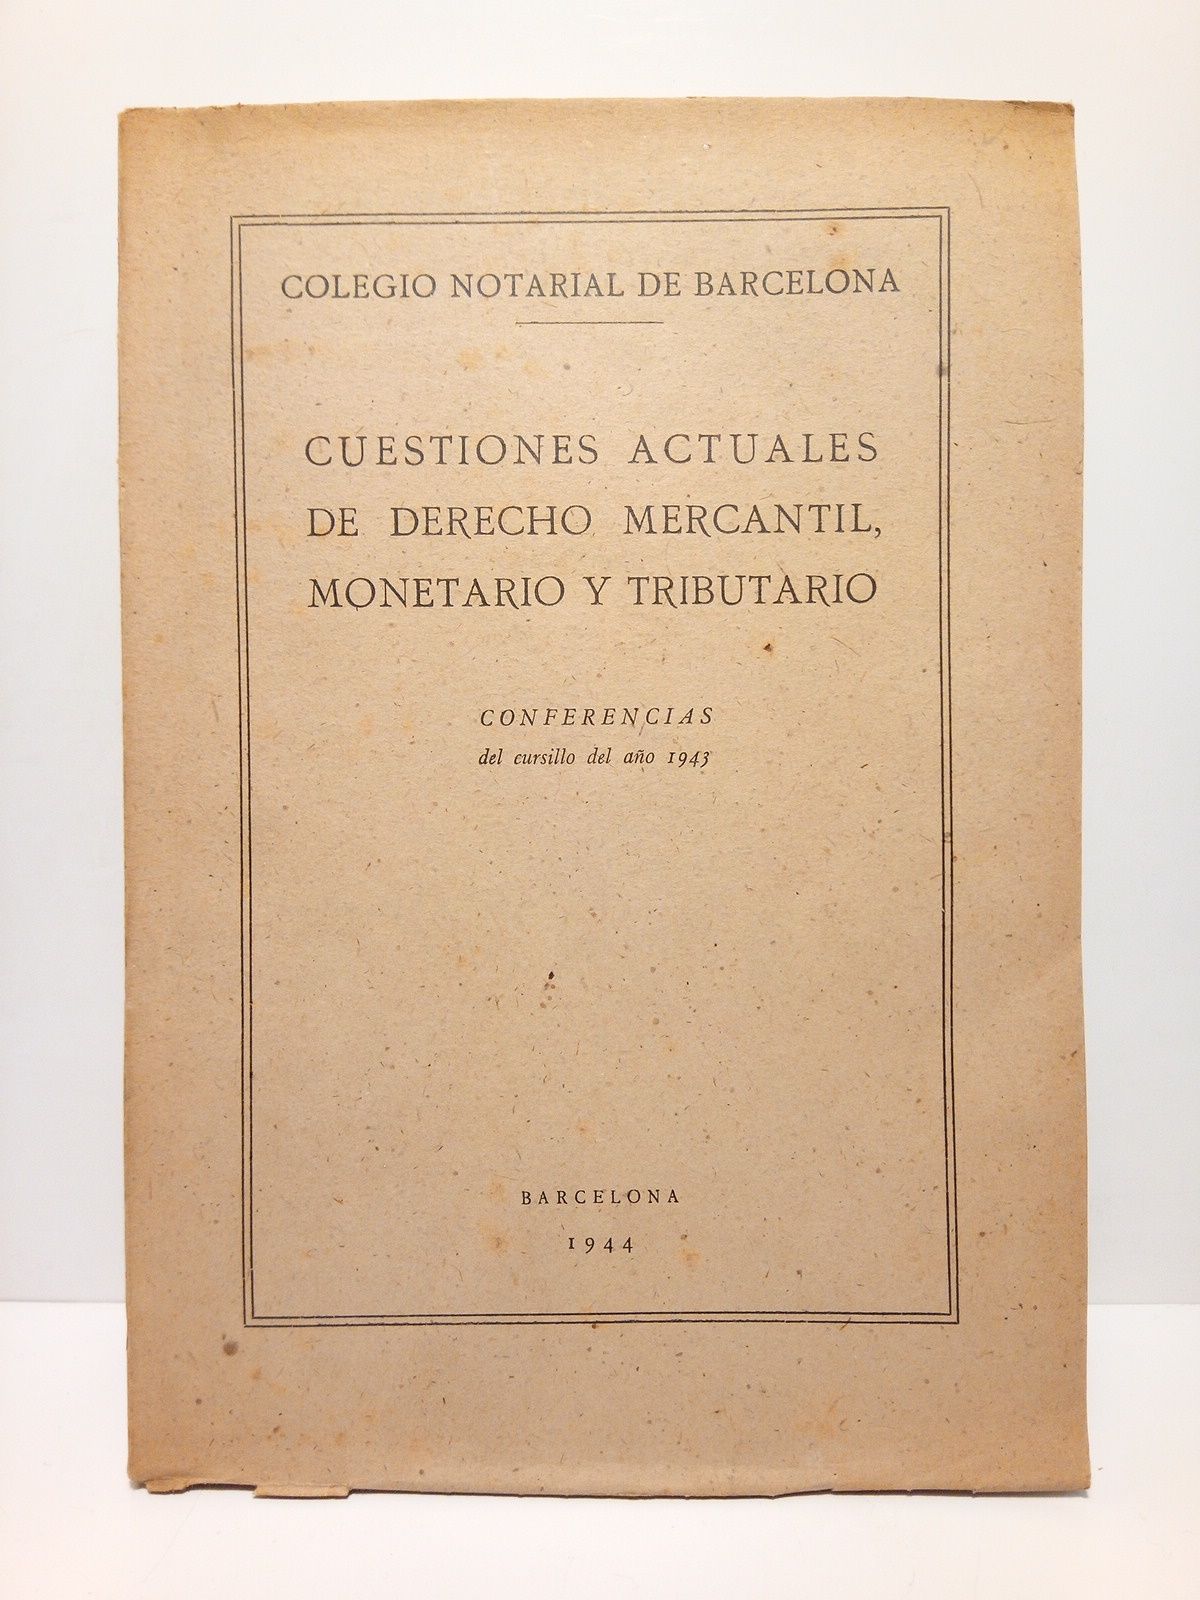 COLEGIO NOTARIAL DE BARCELONA
CUESTIONES ACTUALES
DE DERECHO MERCANTIL,
MONETARIO Y TRIBUTARIO
CONFERENCIAS
del cursillo del año 1943
BARCELONA
1944